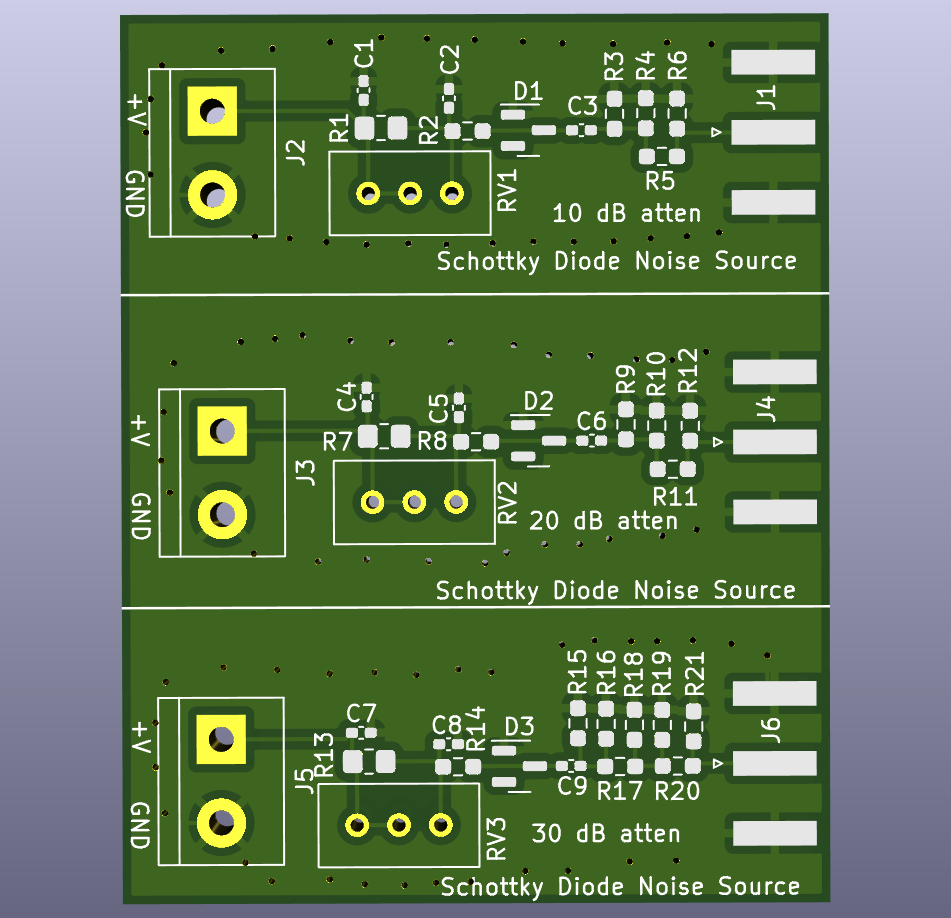 C1
C2
R3
R4
R6
D1
J1
+V
C3
R1
R2
J2
R5
GND
RV1
10 dB atten
Schottky Diode Noise Source
R9
R10
R12
C4
C5
D2
J4
+V
C6
R7
R8
J3
R11
RV2
GND
20 dB atten
Schottky Diode Noise Source
R15
R16
R18
R19
R21
C7
C8
R14
D3
J6
+V
R13
J5
C9
R17
R20
GND
RV3
30 dB atten
Schottky Diode Noise Source